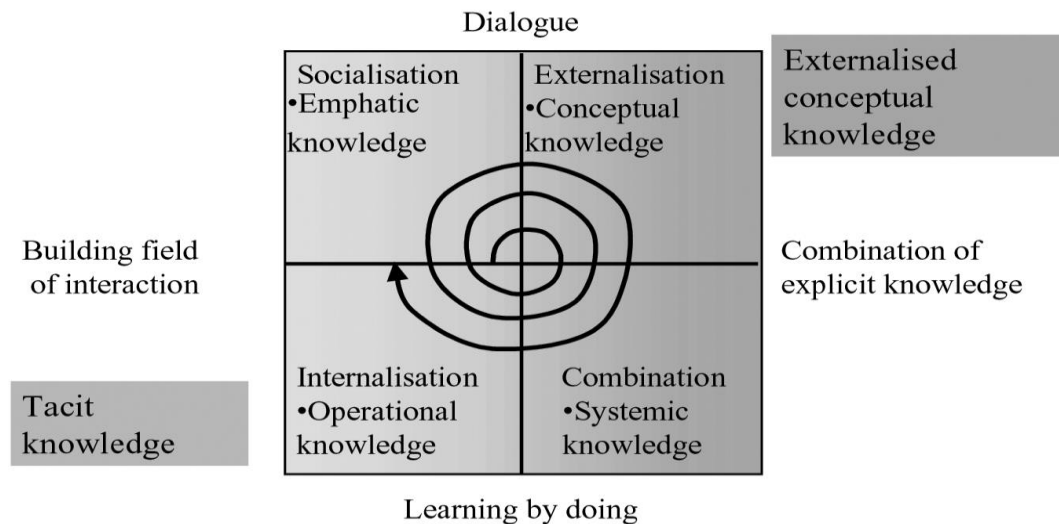 Dialogue
Socialisation
•Emphatic
knowledge
Externalisation
•Conceptual
knowledge
Externalised
conceptual
knowledge
Building field
of interaction
Combination of
explicit knowledge
Internalisation
•Operational
knowledge
Combination
•Systemic
knowledge
Tacit
knowledge
Learning by doing